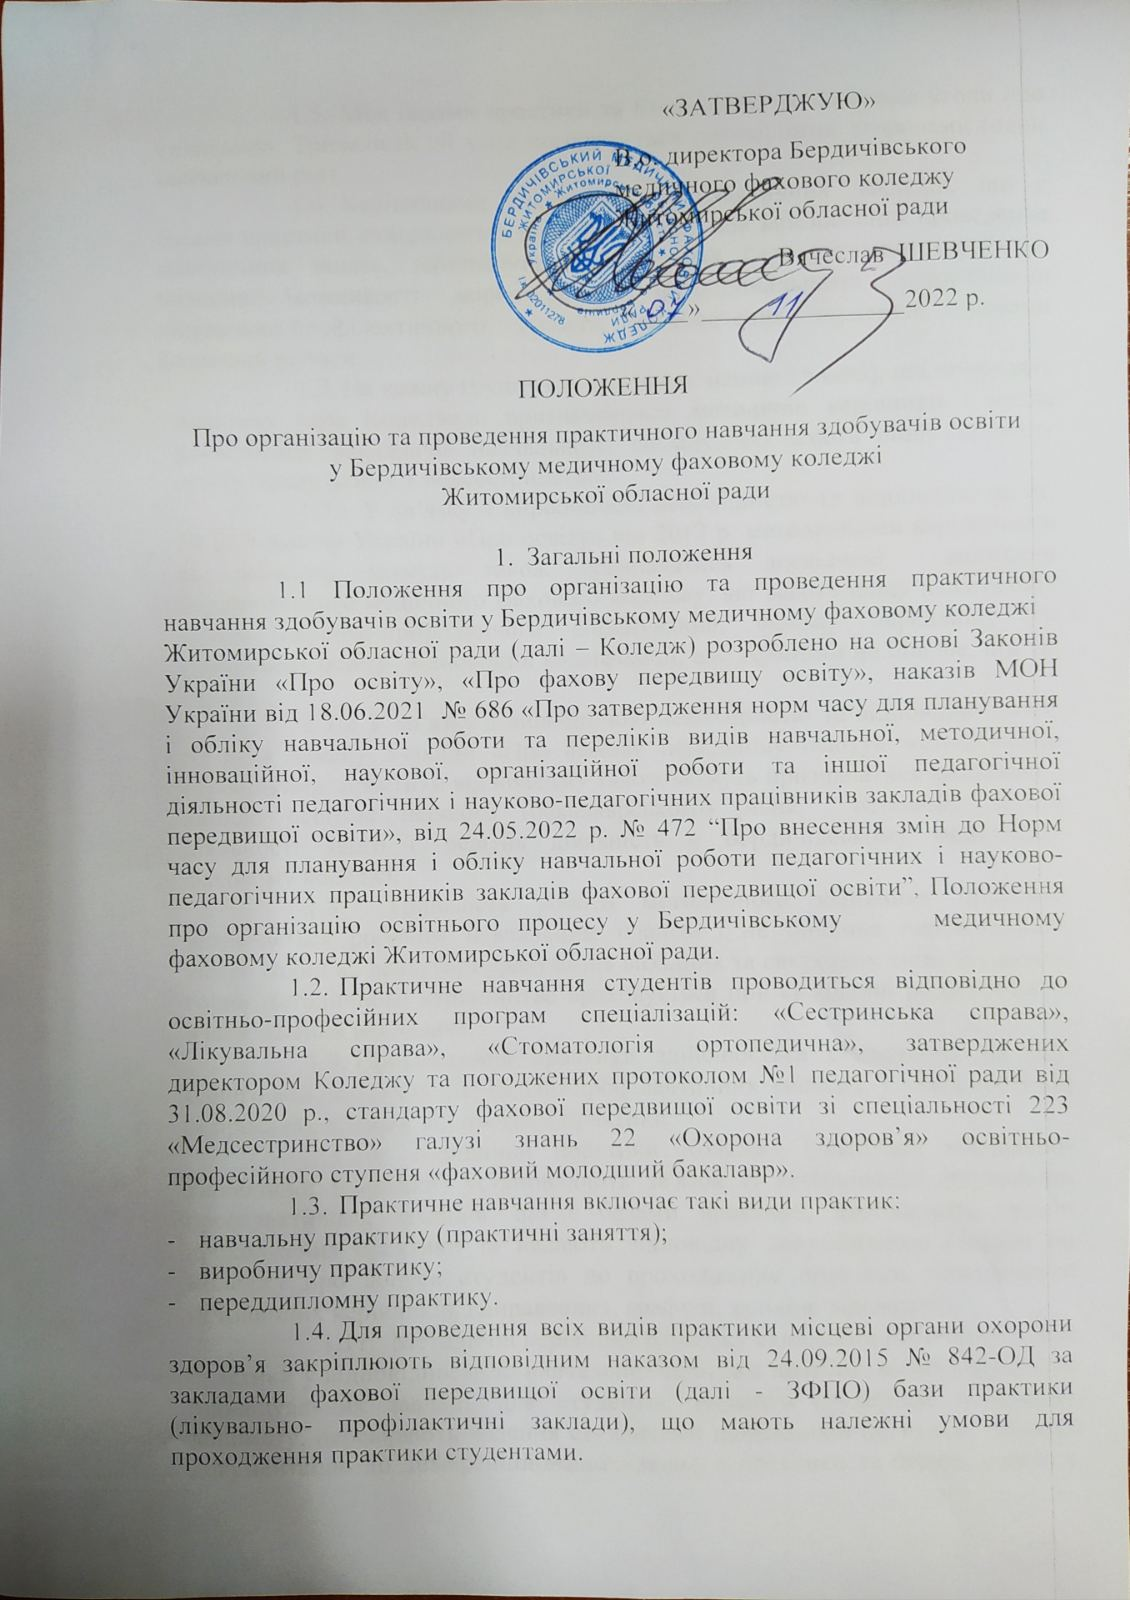 «ЗАТВЕРДЖУЮ»
В.о. директора Бердичівського
медичного фахового коледжу
Житомирської обласної ради
Вячеслав ШЕВЧЕНКО
« 01 » 11 2022 р.
БЕРДИЧІВСЬКИЙ МЕДИЧНИЙ ФАХОВИЙ КОЛЕДЖ
ЖИТОМИРСЬКОЇ ОБЛАСНОЇ РАДИ
Україна
02011278
ПОЛОЖЕННЯ
Про організацію та проведення практичного навчання здобувачів освіти
у Бердичівському медичному фаховому коледжі
Житомирської обласної ради
1. Загальні положення
1.1 Положення про організацію та проведення практичного
навчання здобувачів освіти у Бердичівському медичному фаховому коледжі
Житомирської обласної ради (далі – Коледж) розроблено на основі Законів
України «Про освіту», «Про фахову передвищу освіту», наказів МОН
України від 18.06.2021 № 686 «Про затвердження норм часу для планування
і обліку навчальної роботи та переліків видів навчальної, методичної,
інноваційної, наукової, організаційної роботи та іншої педагогічної
діяльності педагогічних і науково-педагогічних працівників закладів фахової
передвищої освіти», від 24.05.2022 р. № 472 “Про внесення змін до Норм
часу для планування і обліку навчальної роботи педагогічних і науково-
педагогічних працівників закладів фахової передвищої освіти”, Положення
про організацію освітнього процесу у Бердичівському медичному
фаховому коледжі Житомирської обласної ради.
1.2. Практичне навчання студентів проводиться відповідно до
освітньо-професійних програм спеціалізацій: «Сестринська справа»,
«Лікувальна справа», «Стоматологія ортопедична», затверджених
директором Коледжу та погоджених протоколом №1 педагогічної ради від
31.08.2020 р., стандарту фахової передвищої освіти зі спеціальності 223
«Медсестринство» галузі знань 22 «Охорона здоров’я» освітньо-
професійного ступеня «фаховий молодший бакалавр».
1.3. Практичне навчання включає такі види практик:
- навчальну практику (практичні заняття);
- виробничу практику;
- переддипломну практику.
1.4. Для проведення всіх видів практики місцеві органи охорони
здоров’я закріплюють відповідним наказом від 24.09.2015 № 842-ОД за
закладами фахової передвищої освіти (далі - ЗФПО) бази практики
(лікувально- профілактичні заклади), що мають належні умови для
проходження практики студентами.